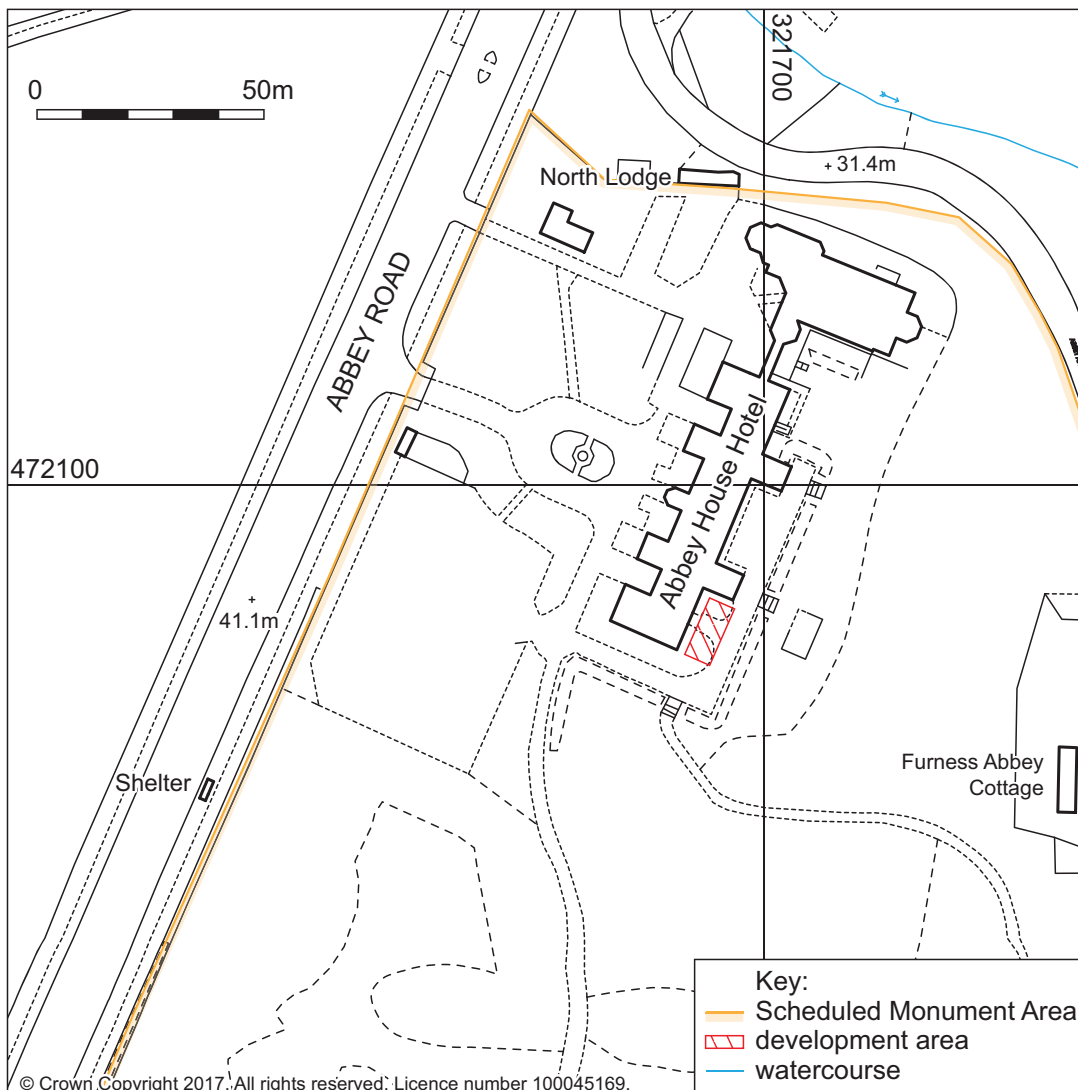 0 50m
321700
31.4m
North Lodge
ABBEY ROAD
472100
Abbey House Hotel
41.1m
Shelter
Furness Abbey
Cottage
Key:
Scheduled Monument Area
development area
watercourse
© Crown Copyright 2017. All rights reserved. Licence number 100045169.